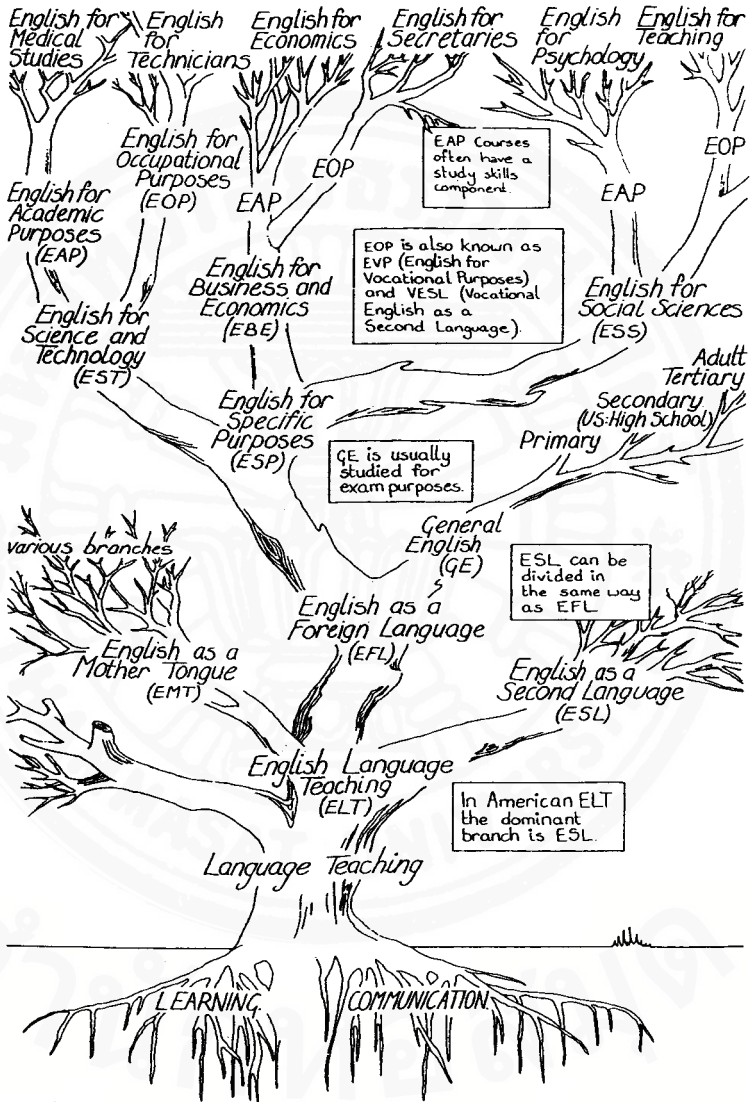 English for
Medical
Studies
English
for
Technicians
English for
Economics
English for
Secretaries
English
for
Psychology
English for
Teaching
English for
Occupational
Purposes
(EOP)
EAP
EOP
EAP Courses
often have a
study skills
component.
EAP
EOP
English for
Academic
Purposes
(EAP)
EOP is also known as
EVP (English for
Vocational Purposes)
and VESL (Vocational
English as a
Second Language).
English for
Science and
Technology
(EST)
English for
Business and
Economics
(EBE)
English for
Social Sciences
(ESS)
English for
Specific
Purposes
(ESP)
Adult
Tertiary
Secondary
(US:High School)
Primary
GE is usually
studied for
exam purposes.
General
English
(GE)
various branches
ESL can be
divided in
the same way
as EFL
English as a
Foreign Language
(EFL)
English as a
Mother Tongue
(EMT)
English as a
Second Language
(ESL)
English Language
Teaching
(ELT)
In American ELT
the dominant
branch is ESL.
Language Teaching
LEARNING
COMMUNICATION